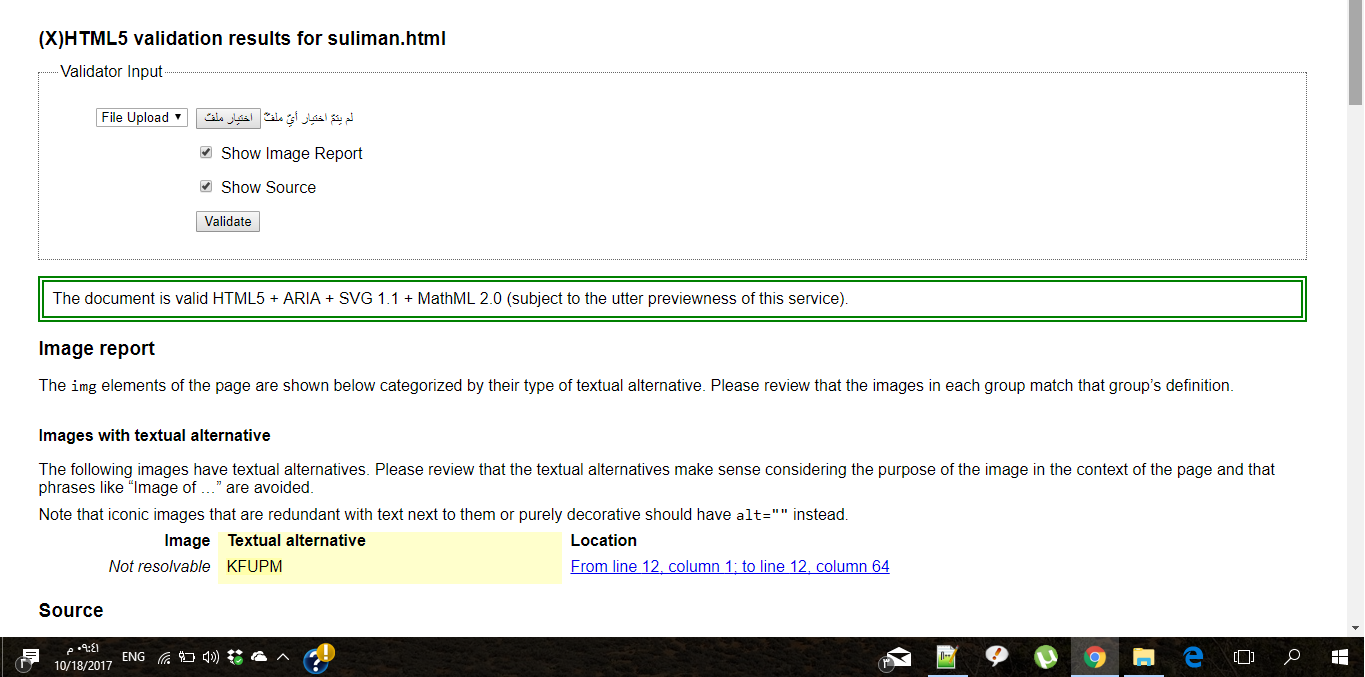 (X)HTML5 validation results for suliman.html
Validator Input
File Upload ▼ اختيار ملفّ لم يتمّ اختيار أيّ ملفّ
Show Image Report
Show Source
Validate
The document is valid HTML5 + ARIA + SVG 1.1 + MathML 2.0 (subject to the utter previewness of this service).
Image report
The img elements of the page are shown below categorized by their type of textual alternative. Please review that the images in each group match that group’s definition.
Images with textual alternative
The following images have textual alternatives. Please review that the textual alternatives make sense considering the purpose of the image in the context of the page and that
phrases like “Image of …” are avoided.
Note that iconic images that are redundant with text next to them or purely decorative should have alt="" instead.
Image Textual alternative Location
Not resolvable KFUPM From line 12, column 1; to line 12, column 64
Source
٠٩:٤١ م
10/18/2017
ENG